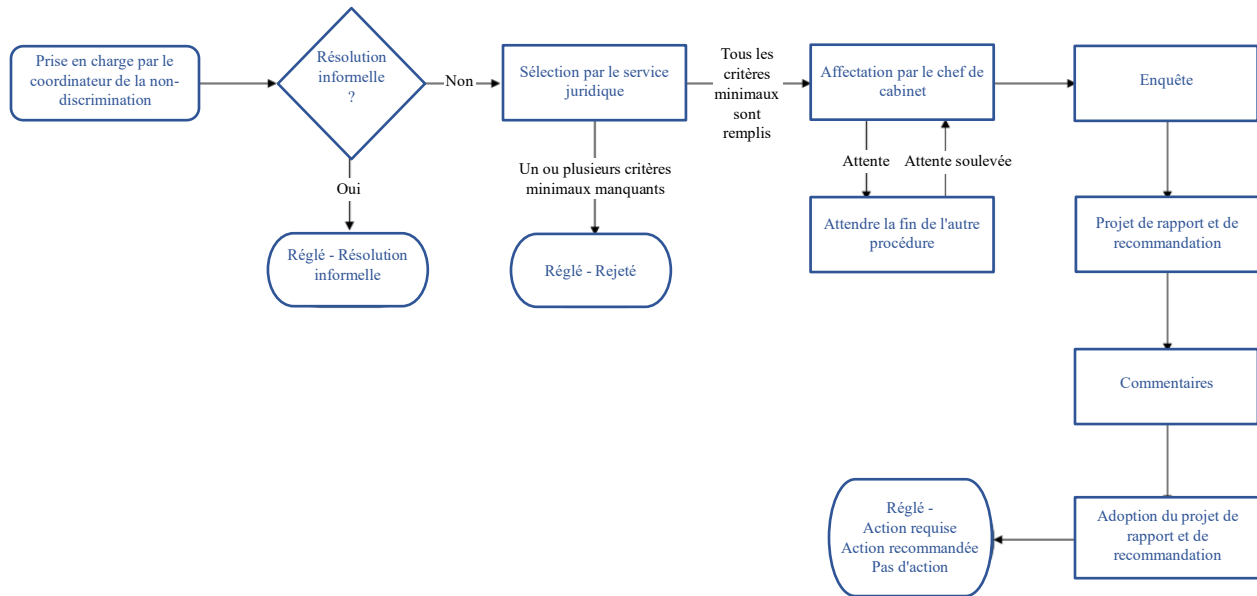 Prise en charge par le
coordinateur de la non-
discrimination
Résolution
informelle
?
Non
Sélection par le service
juridique
Tous les
critères
minimaux
sont
remplis
Affectation par le chef de
cabinet
Enquête
Oui
Un ou plusieurs critères
minimaux manquants
Attente
Attente soulevée
Réglé - Résolution
informelle
Réglé - Rejeté
Attendre la fin de l'autre
procédure
Projet de rapport et de
recommandation
Commentaires
Réglé -
Action requise
Action recommandée
Pas d'action
Adoption du projet de
rapport et de
recommandation